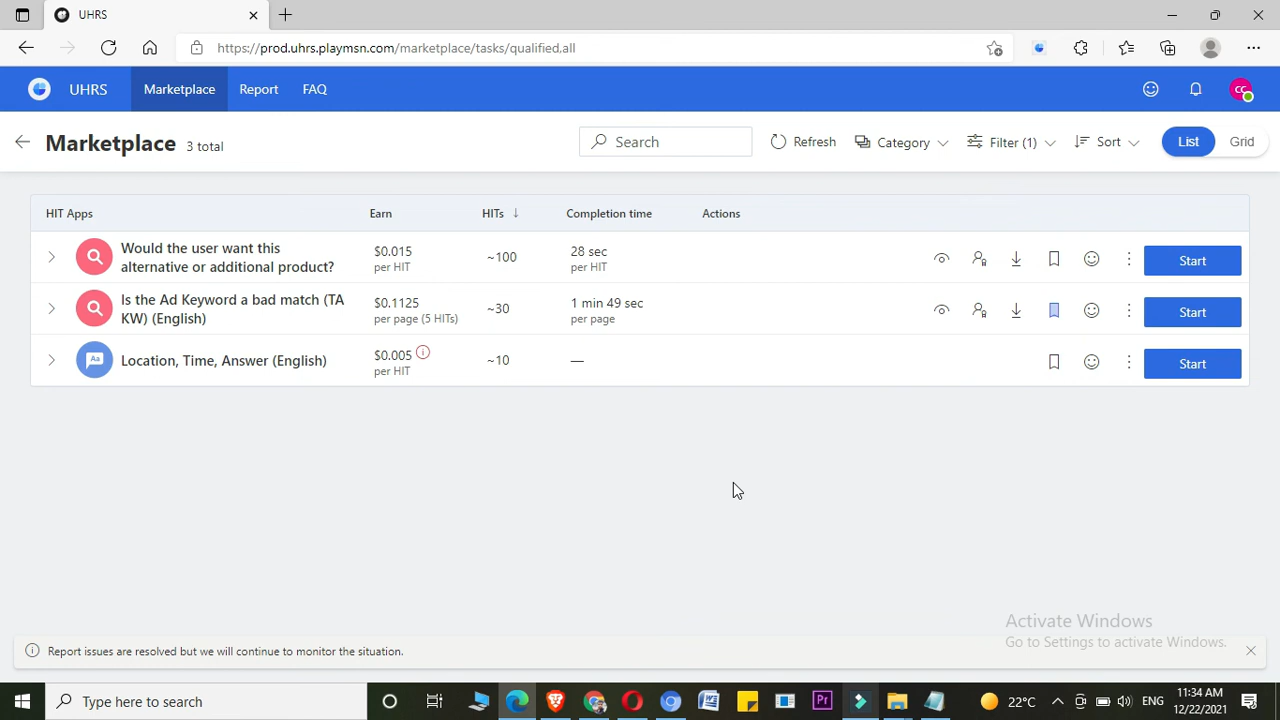 UHRS
https://prod.uhrs.playmsn.com/marketplace/tasks/qualified.all
UHRS Marketplace Report FAQ CC
Marketplace 3 total Search Refresh Category Filter (1) Sort List Grid
HIT Apps Earn HITs ↓ Completion time Actions
Would the user want this
alternative or additional product?
$0.015
per HIT
~100
28 sec
per HIT
Start
Is the Ad Keyword a bad match (TA
KW) (English)
$0.1125
per page (5 HITs)
~30
1 min 49 sec
per page
Start
Aa
Location, Time, Answer (English)
$0.005
per HIT
~10
—
Start
Activate Windows
Go to Settings to activate Windows.
Report issues are resolved but we will continue to monitor the situation.
Type here to search
W
Pr
22°C
ENG
11:34 AM
12/22/2021